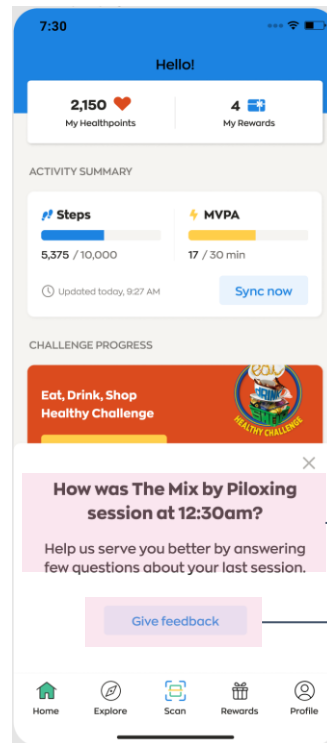 7:30
Hello!
2,150
My Healthpoints
4
My Rewards
ACTIVITY SUMMARY
Steps
5,375 / 10,000
MVPA
17 / 30 min
Updated today, 9:27 AM
Sync now
CHALLENGE PROGRESS
Eat, Drink, Shop
Healthy Challenge
eat
DRINK
HEALTHY CHALLENGE
How was The Mix by Piloxing
session at 12:30am?
Help us serve you better by answering
few questions about your last session.
Give feedback
Home
Explore
Scan
Rewards
Profile